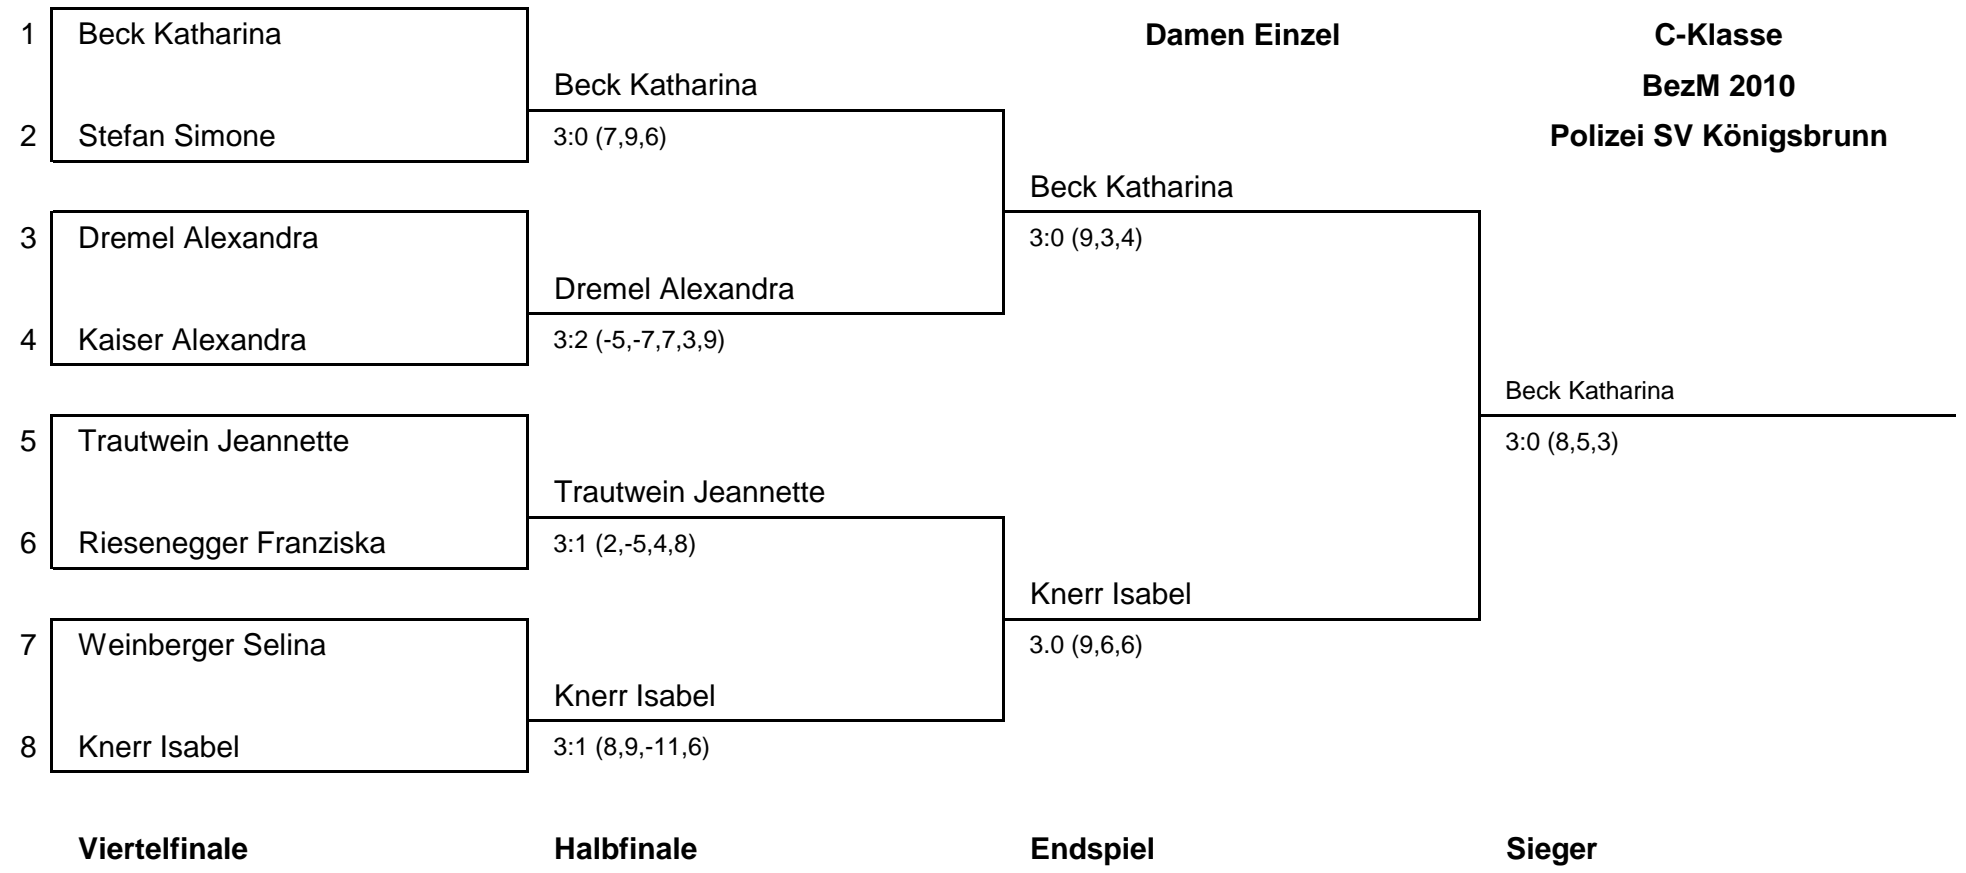 1 Beck Katharina Damen Einzel C-Klasse
Beck Katharina BezM 2010
2 Stefan Simone 3:0 (7,9,6) Polizei SV Königsbrunn
Beck Katharina
3 Dremel Alexandra 3:0 (9,3,4)
Dremel Alexandra
4 Kaiser Alexandra 3:2 (-5,-7,7,3,9)
Beck Katharina
5 Trautwein Jeannette 3:0 (8,5,3)
Trautwein Jeannette
6 Riesenegger Franziska 3:1 (2,-5,4,8)
Knerr Isabel
7 Weinberger Selina 3.0 (9,6,6)
Knerr Isabel
8 Knerr Isabel 3:1 (8,9,-11,6)
Viertelfinale Halbfinale Endspiel Sieger